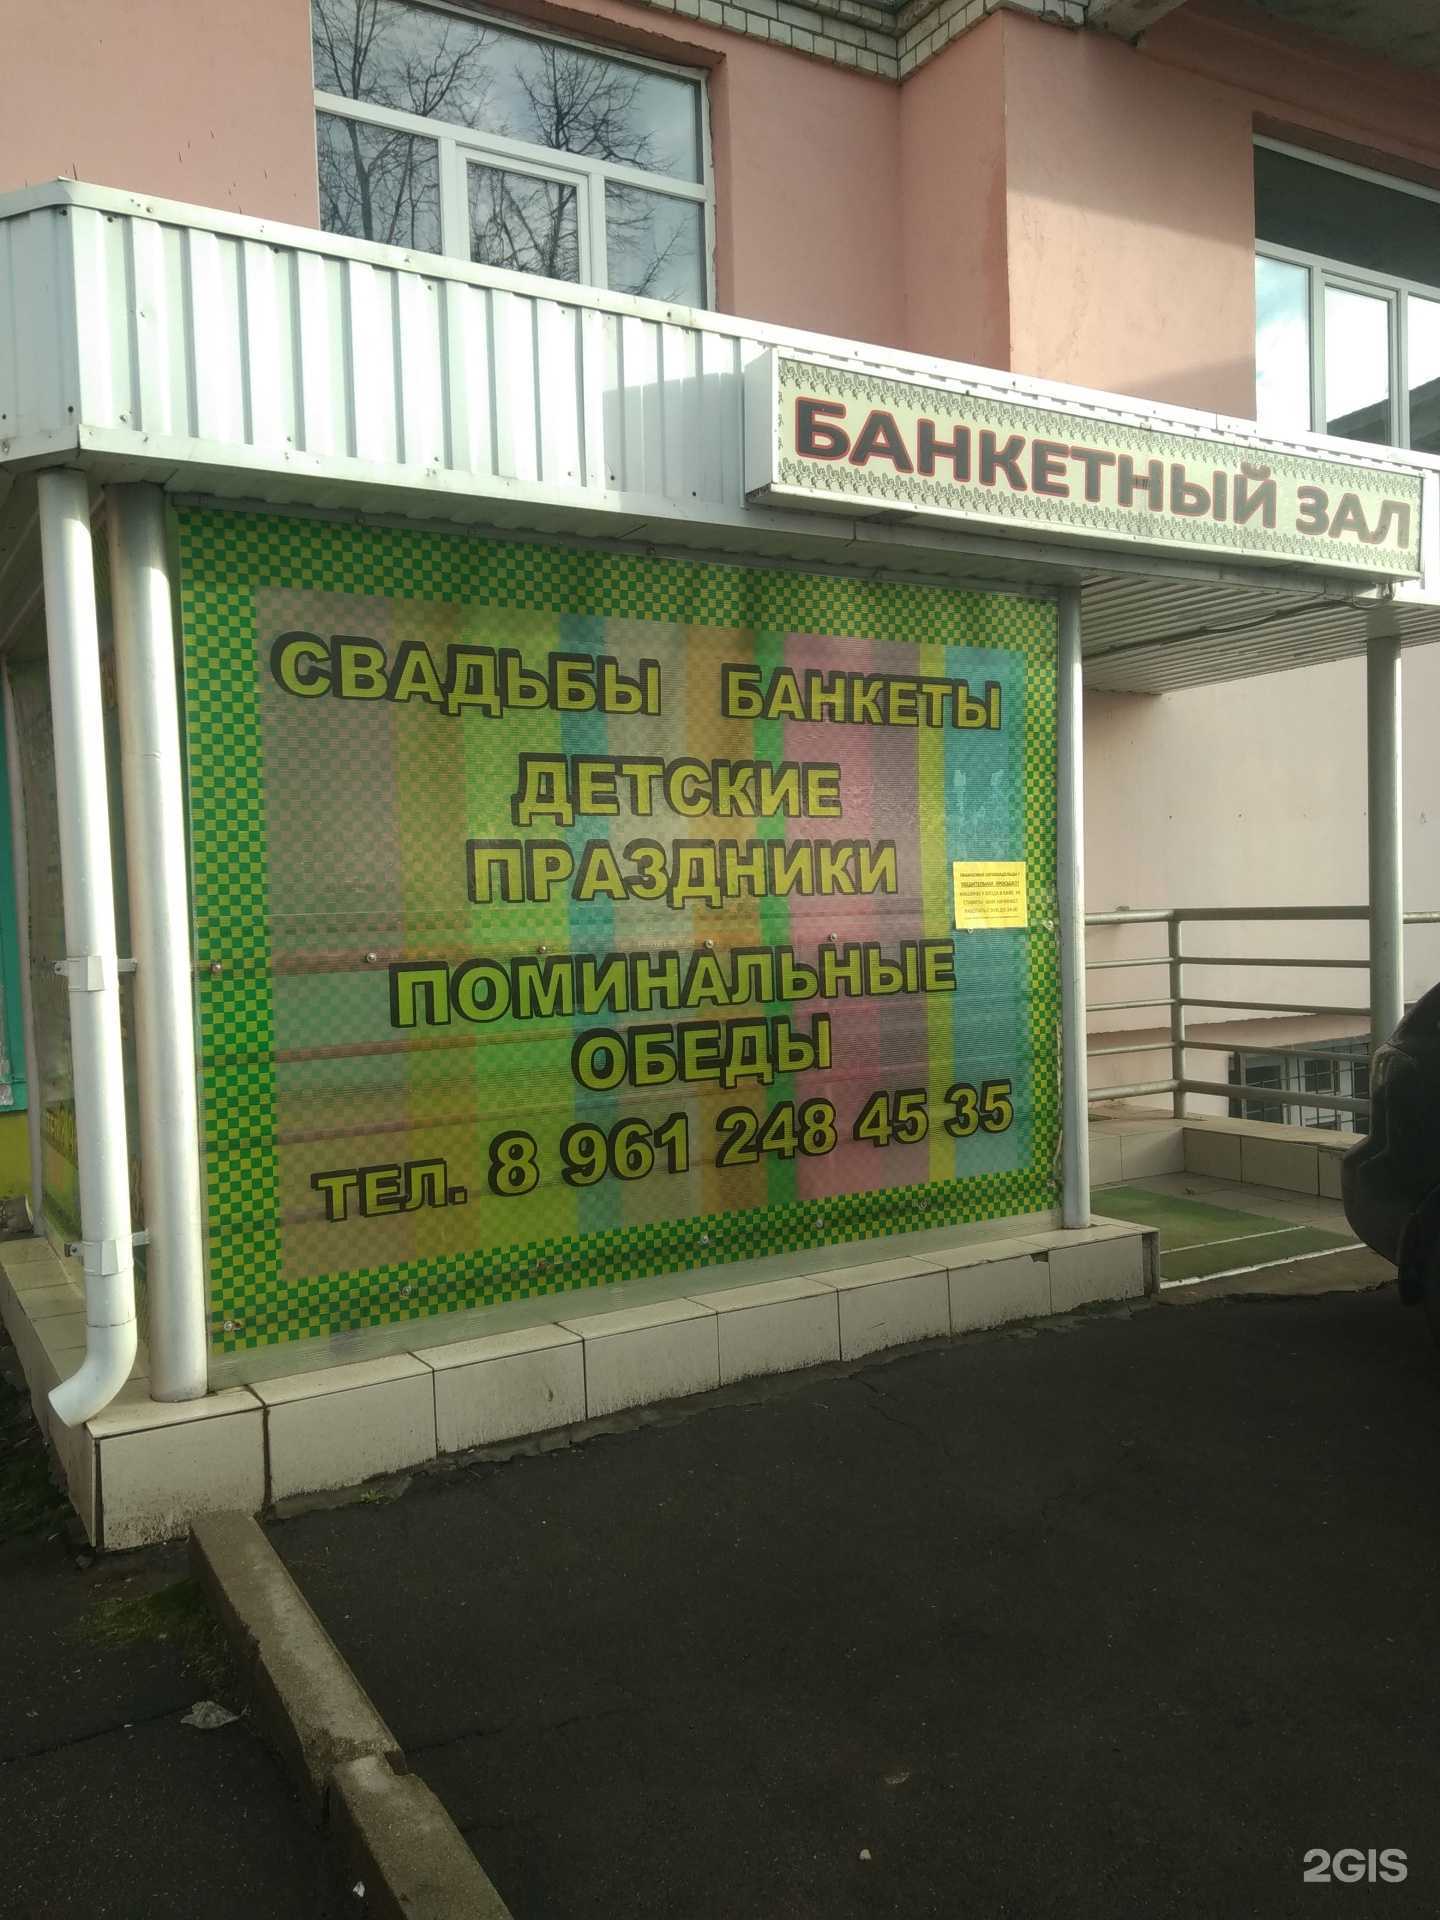 БАНКЕТНЫЙ ЗАЛ
СВАДЬБЫ БАНКЕТЫ
ДЕТСКИЕ
ПРАЗДНИКИ
ПОМИНАЛЬНЫЕ
ОБЕДЫ
ТЕЛ. 8 961 248 45 35
2GIS